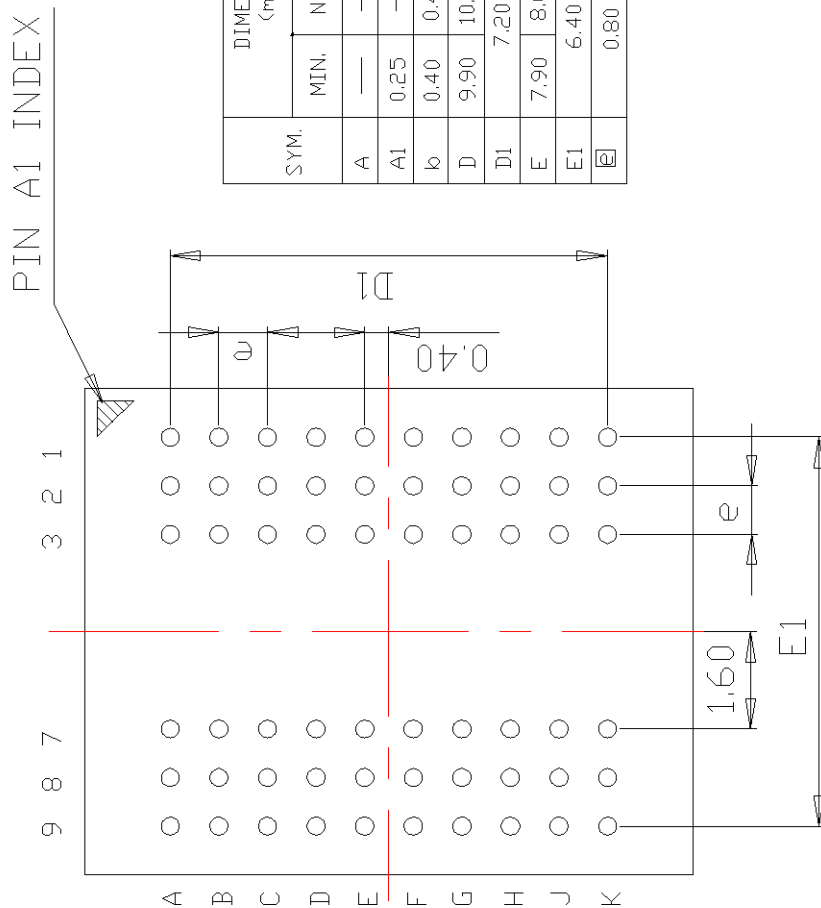 PIN A1 INDEX
SYM.
MIN.
A —
A1 0.25 —
b 0.40
D 9.90
D1 7.20
E 7.90
E1 6.40
e 0.80
D1
e
0.40
1 2 3
7 8 9
e
E1
1.60
A B C D E F G H J K